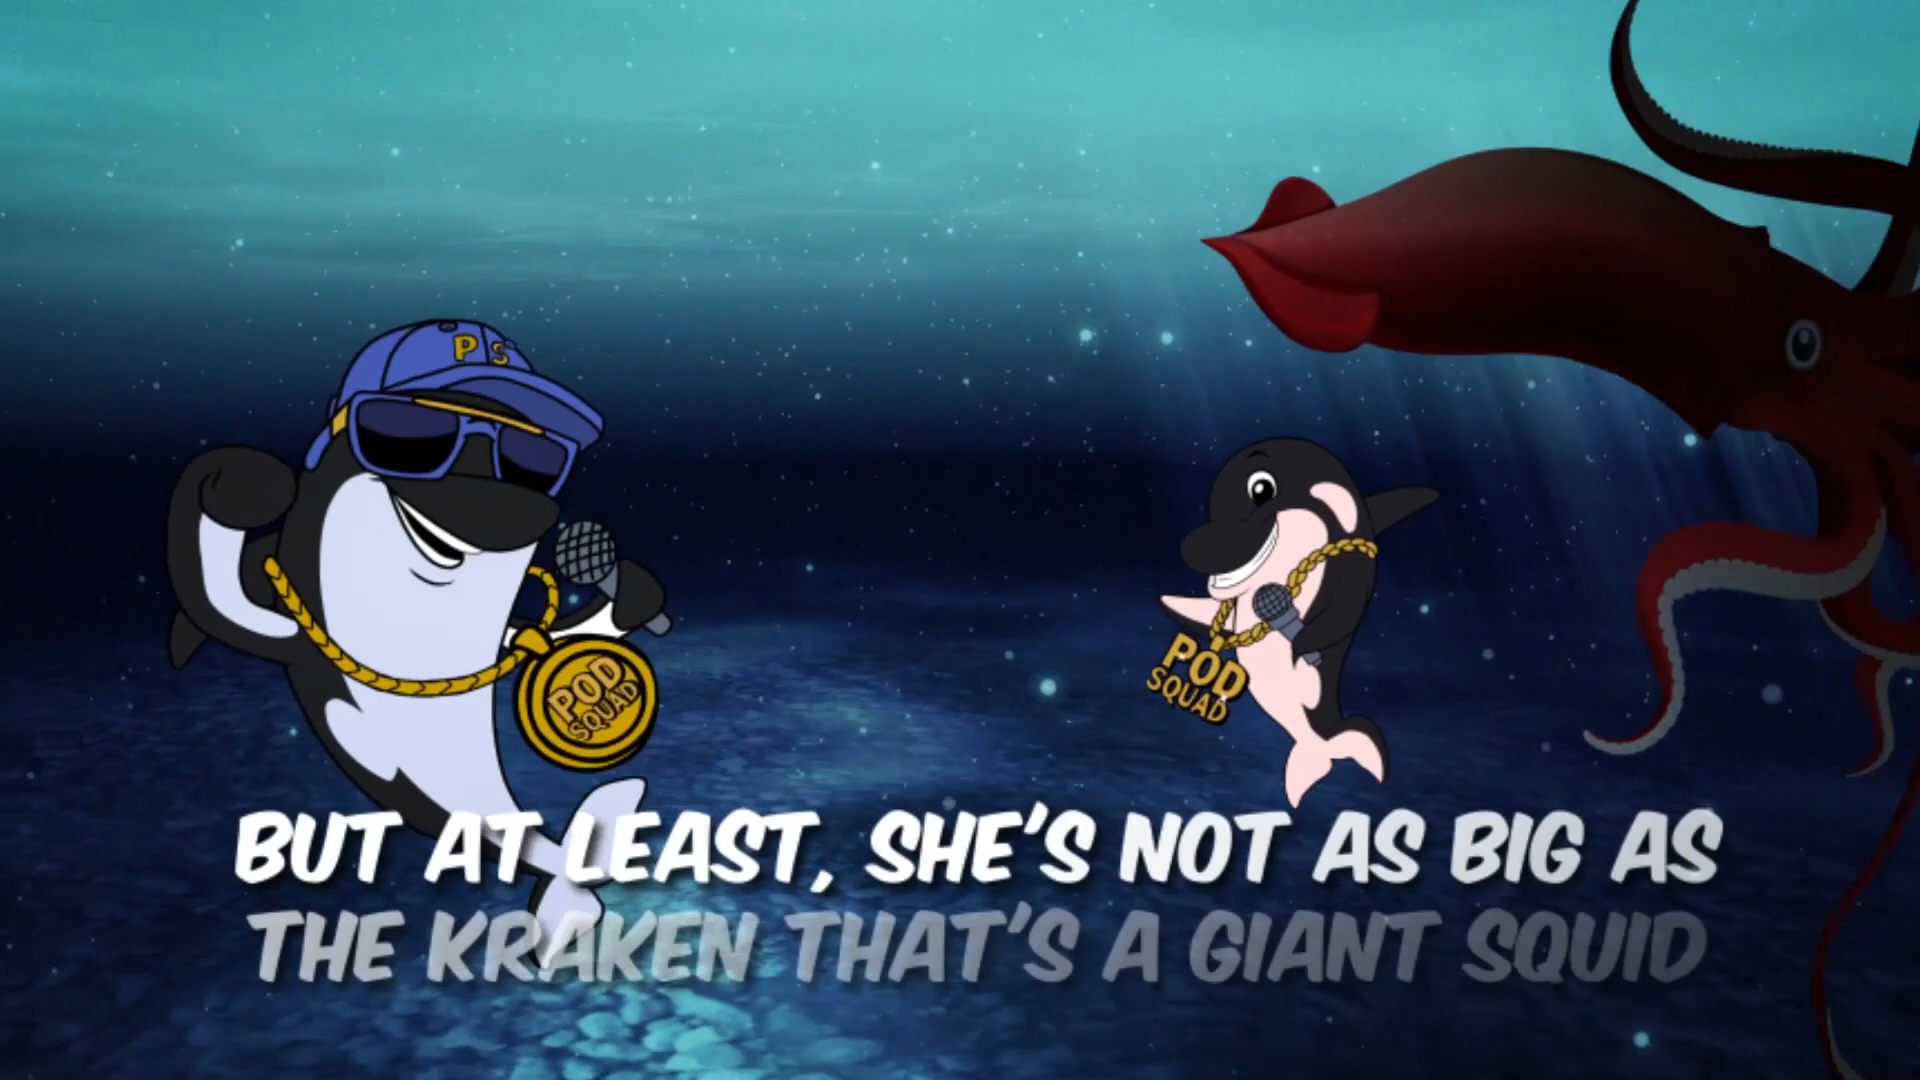 PS
POD
SQUAD
POD
SQUAD
BUT AT LEAST, SHE'S NOT AS BIG AS
THE KRAKEN THAT'S A GIANT SQUID